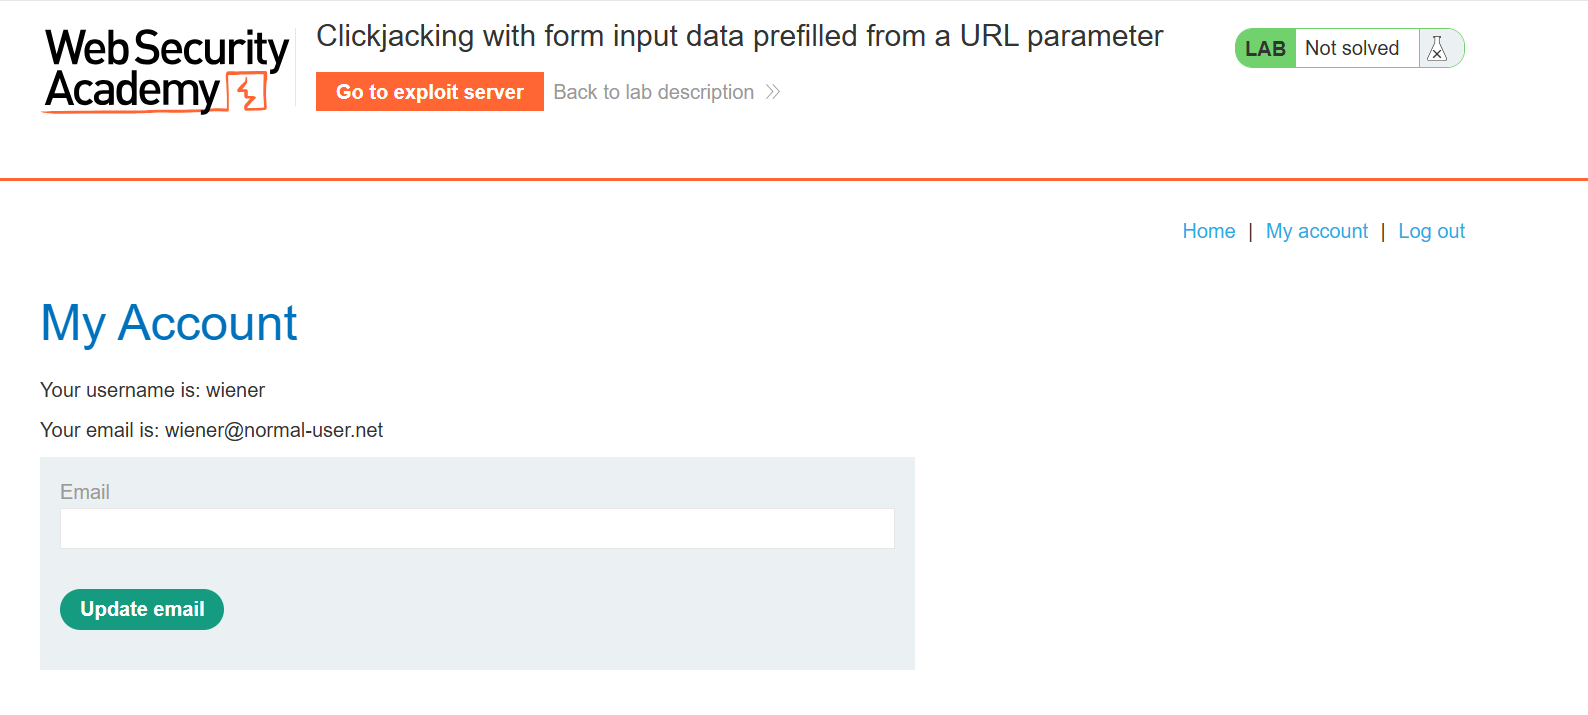 Web Security
Academy
Clickjacking with form input data prefilled from a URL parameter
Go to exploit server
Back to lab description
LAB
Not solved
Home | My account | Log out
My Account
Your username is: wiener
Your email is: wiener@normal-user.net
Email
Update email